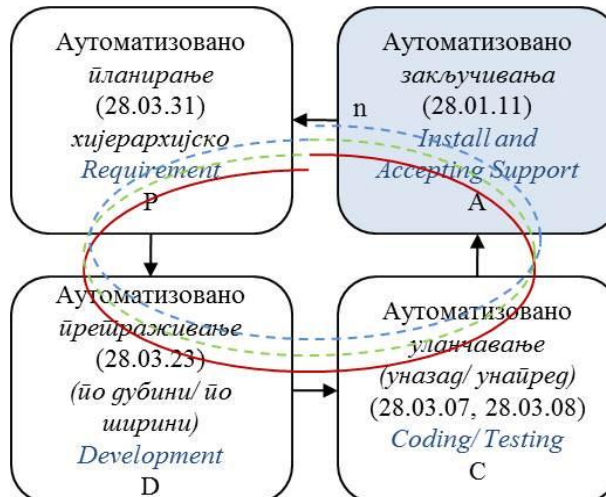 Аутоматизовано
планирање
(28.03.31)
хијерархијско
Requirement
P
Аутоматизовано
закључивања
(28.01.11)
Install and
Accepting Support
A
n
Аутоматизовано
претраживање
(28.03.23)
(по дубини/ по
ширини)
Development
D
Аутоматизовано
уланчавање
(уназад/ унапред)
(28.03.07, 28.03.08)
Coding/ Testing
C